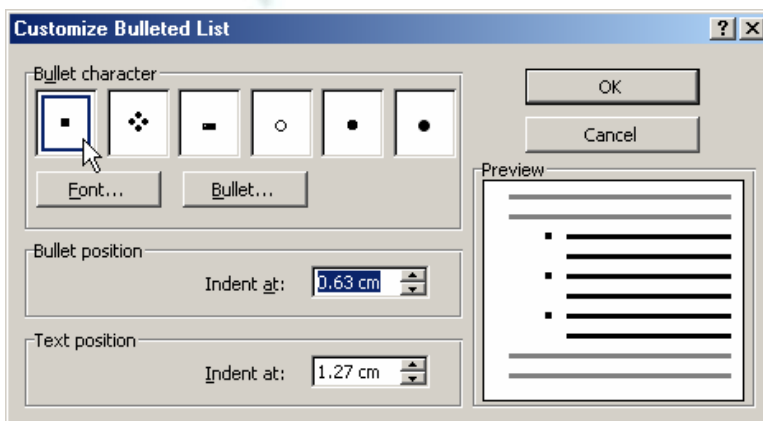 Customize Bulleted List
Bullet character
Font...
Bullet...
Bullet position
Indent at:
0.63 cm
Text position
Indent at:
1.27 cm
OK
Cancel
Preview